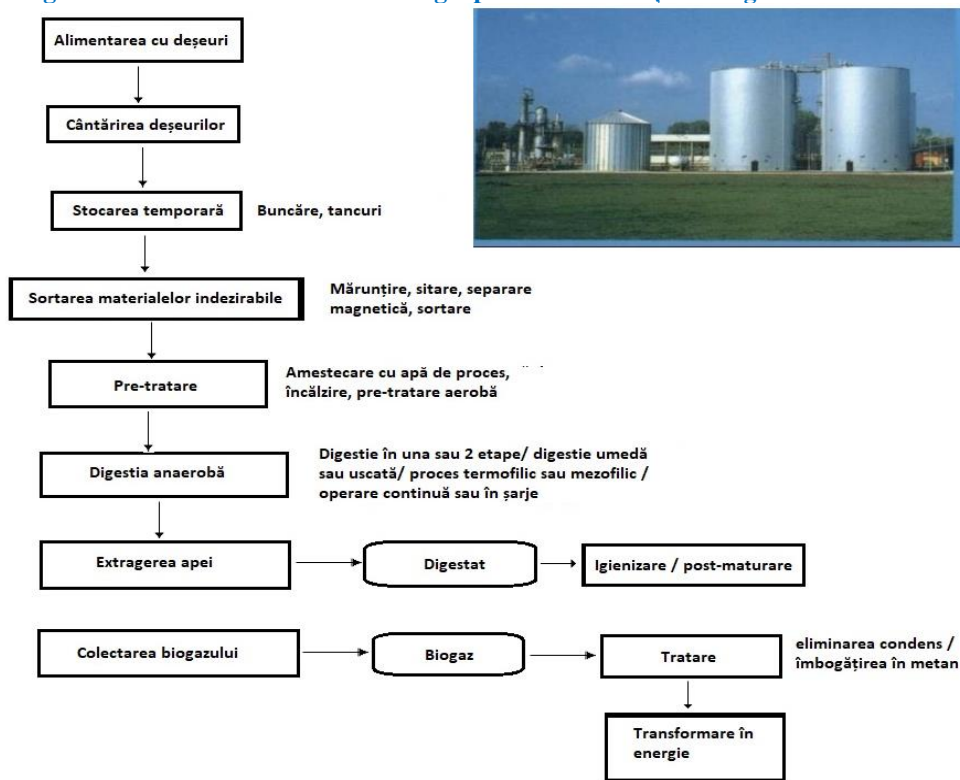 Alimentarea cu deșeuri
Cântărirea deșeurilor
Stocarea temporară
Buncăre, tancuri
Sortarea materialelor indezirabile
Mărunțire, sitare, separare
magnetică, sortare
Pre-tratare
Amestecare cu apă de proces,
încălzire, pre-tratare aerobă
Digestia anaerobă
Digestie în una sau 2 etape/ digestie umedă
sau uscată/ proces termofilic sau mezofilic /
operare continuă sau în șarje
Extragerea apei
Digestat
Igienizare / post-maturare
Colectarea biogazului
Biogaz
Tratare
eliminarea condens /
îmbogățirea în metan
Transformare în
energie